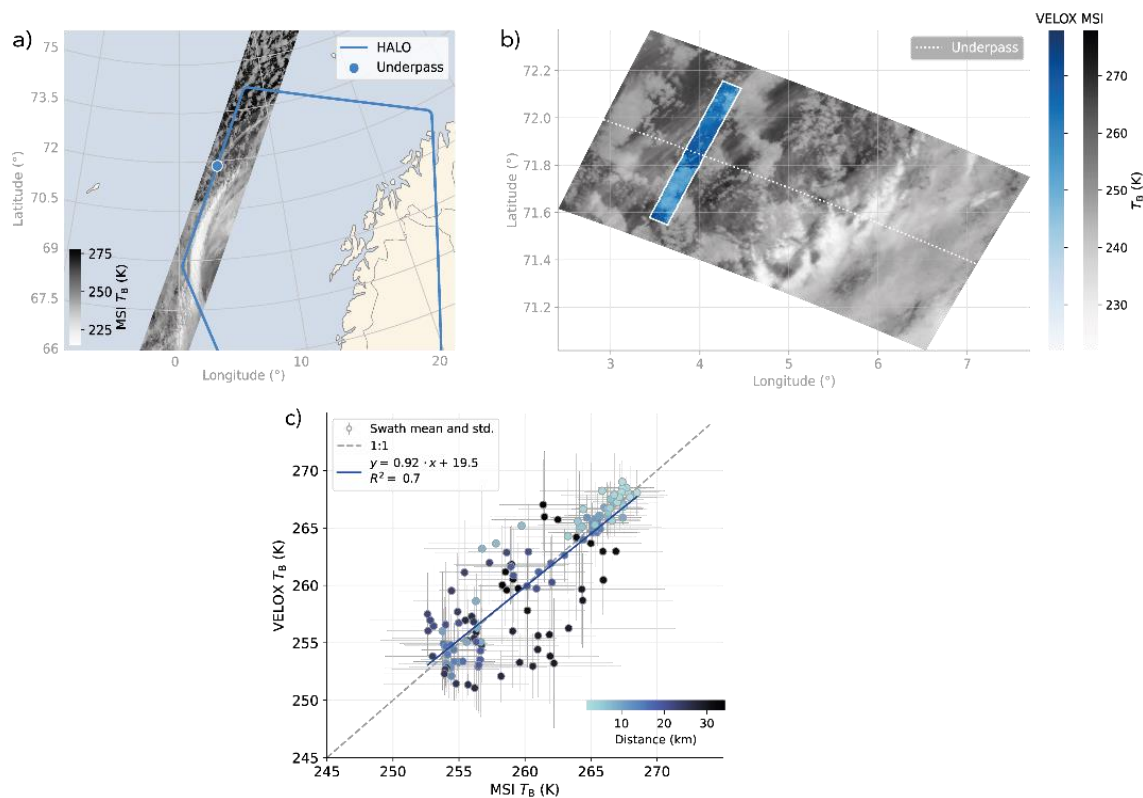 a)
HALO
Underpass
75
73.5
72
70.5
69
67.5
66
Latitude (°)
275
250
225
MSI T_B (K)
0
10
20
Longitude (°)
b)
Underpass
72.2
72.0
71.8
71.6
71.4
71.2
Latitude (°)
3
4
5
6
7
Longitude (°)
VELOX MSI
270
260
250
240
230
T_B (K)
c)
Swath mean and std.
1:1
y = 0.92 · x + 19.5
R² = 0.7
270
265
260
255
250
245
VELOX T_B (K)
10
20
30
Distance (km)
245
250
255
260
265
270
MSI T_B (K)